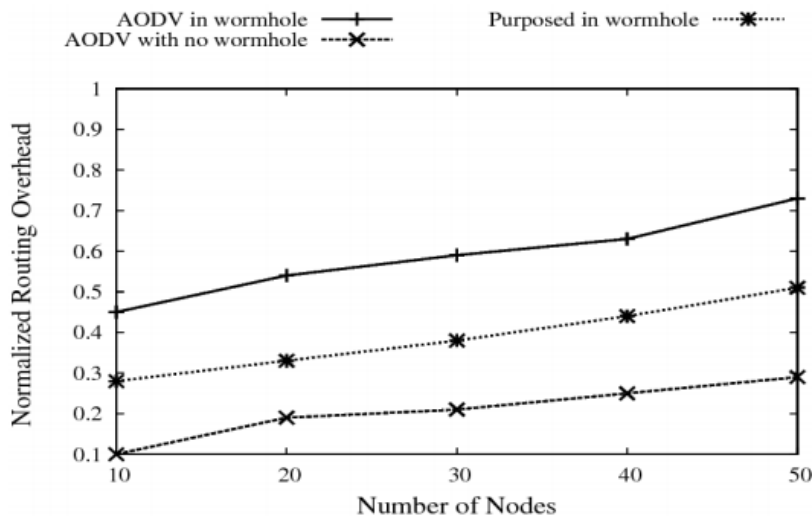 AODV in wormhole
AODV with no wormhole
Purposed in wormhole
Normalized Routing Overhead
1
0.9
0.8
0.7
0.6
0.5
0.4
0.3
0.2
0.1
10 20 30 40 50
Number of Nodes